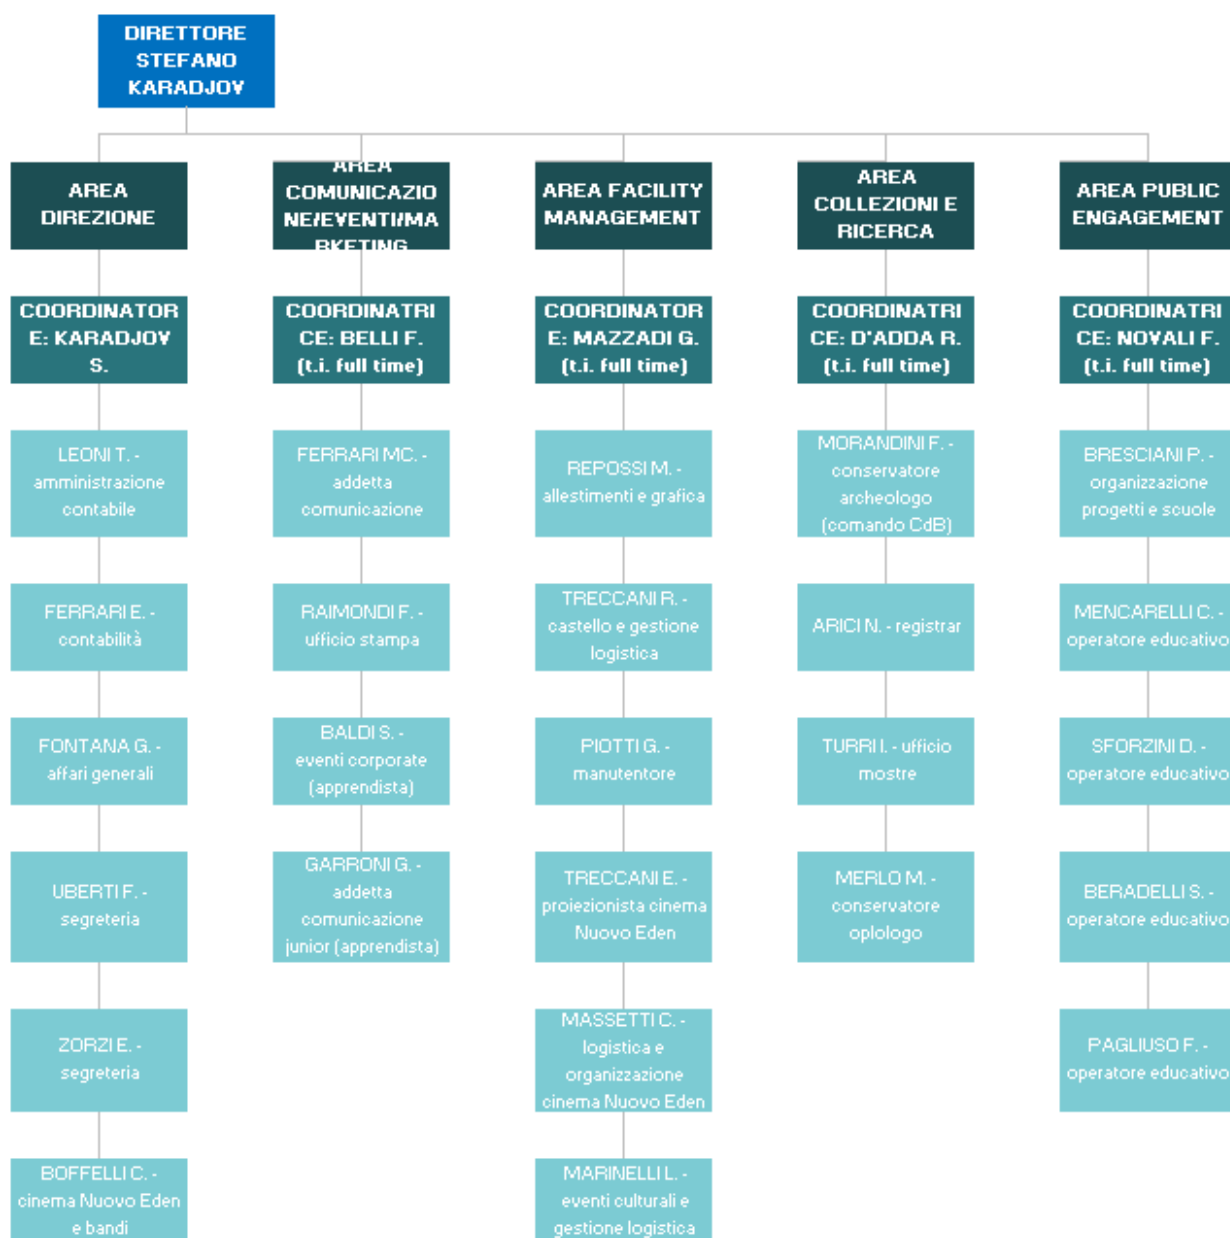 DIRETTORE
STEFANO
KARADJOV
AREA
DIREZIONE
AREA
COMUNICAZIO
NE/EVENTI/MA
RKETING
AREA FACILITY
MANAGEMENT
AREA
COLLEZIONI E
RICERCA
AREA PUBLIC
ENGAGEMENT
COORDINATOR
E: KARADJOV
S.
COORDINATRI
CE: BELLI F.
(t.i. full time)
COORDINATOR
E: MAZZADI G.
(t.i. full time)
COORDINATRI
CE: D'ADDA R.
(t.i. full time)
COORDINATRI
CE: NOVALI F.
(t.i. full time)
LEONI T. -
amministrazione
contabile
FERRARI MC. -
addetta
comunicazione
REPOSSI M. -
allestimenti e grafica
MORANDINI F. -
conservatore
archeologo
(comando CdB)
BRESCIANI P. -
organizzazione
progetti e scuole
FERRARI E. -
contabilità
RAIMONDI F. -
ufficio stampa
TRECCANI R. -
castello e gestione
logistica
ARICI N. - registrar
MENCARELLI C. -
operatore educativo
FONTANA G. -
affari generali
BALDI S. -
eventi corporate
(apprendista)
PIOTTI G. -
manutentore
TURRI I. - ufficio
mostre
SFORZINI D. -
operatore educativo
UBERTI F. -
segreteria
GARRONI G. -
addetta
comunicazione
junior (apprendista)
TRECCANI E. -
proiezionista cinema
Nuovo Eden
MERLO M. -
conservatore
oplologo
BERADELLI S. -
operatore educativo
ZORZI E. -
segreteria
MASSETTI C. -
logistica e
organizzazione
cinema Nuovo Eden
PAGLIUSO F. -
operatore educativo
BOFFELLI C. -
cinema Nuovo Eden
e bandi
MARINELLI L. -
eventi culturali e
gestione logistica